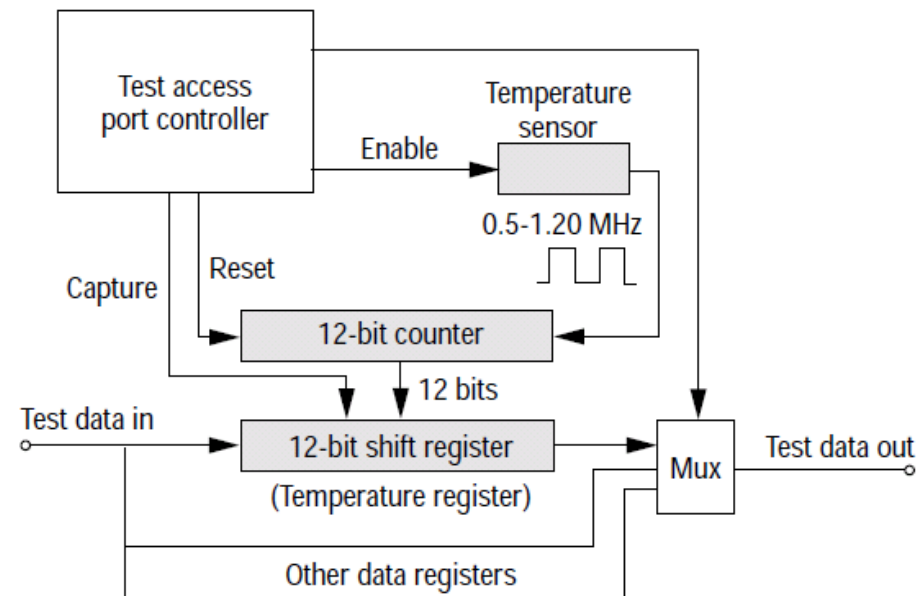 Test access
port controller
Temperature
sensor
Enable
0.5-1.20 MHz
Reset
Capture
12-bit counter
12 bits
Test data in
12-bit shift register
Mux
Test data out
(Temperature register)
Other data registers